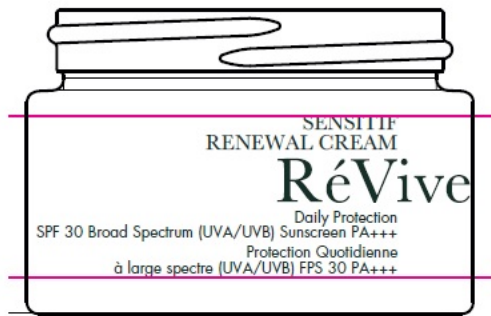 SENSITIF
RENEWAL CREAM
RéVive
Daily Protection
SPF 30 Broad Spectrum (UVA/UVB) Sunscreen PA+++
Protection Quotidienne
à large spectre (UVA/UVB) FPS 30 PA+++